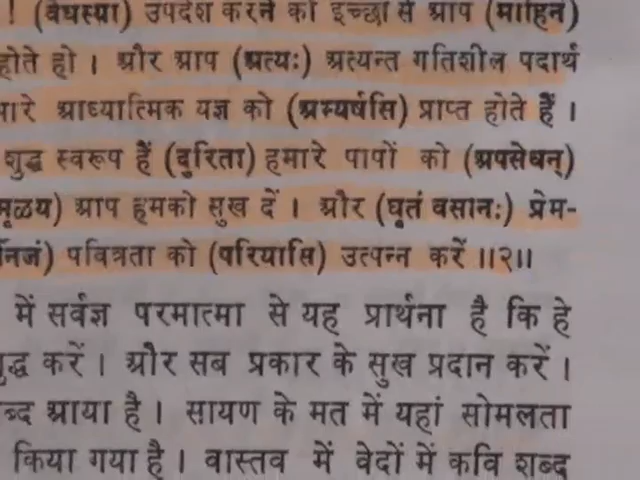 ! (वेधस्या) उपदेश करने की इच्छा से आप (माहिनं)
होते हो । और आप (अत्यः) अत्यन्त गतिशील पदार्थ
आध्यात्मिक यज्ञ को (अभ्यर्षसि) प्राप्त होते हैं ।
शुद्ध स्वरूप हैं (दुरिता) हमारे पापों को (अपसेधन्)
मृळय) आप हमको सुख दें । और (घृतं वसानः) प्रेम-
पवित्रता को (परियासि) उत्पन्न करें ॥२॥
में सर्वज्ञ परमात्मा से यह प्रार्थना है कि हे
करें । और सब प्रकार के सुख प्रदान करें ।
आया है । सायण के मत में यहां सोमलता
किया गया है । वास्तव में वेदों में कवि शब्द